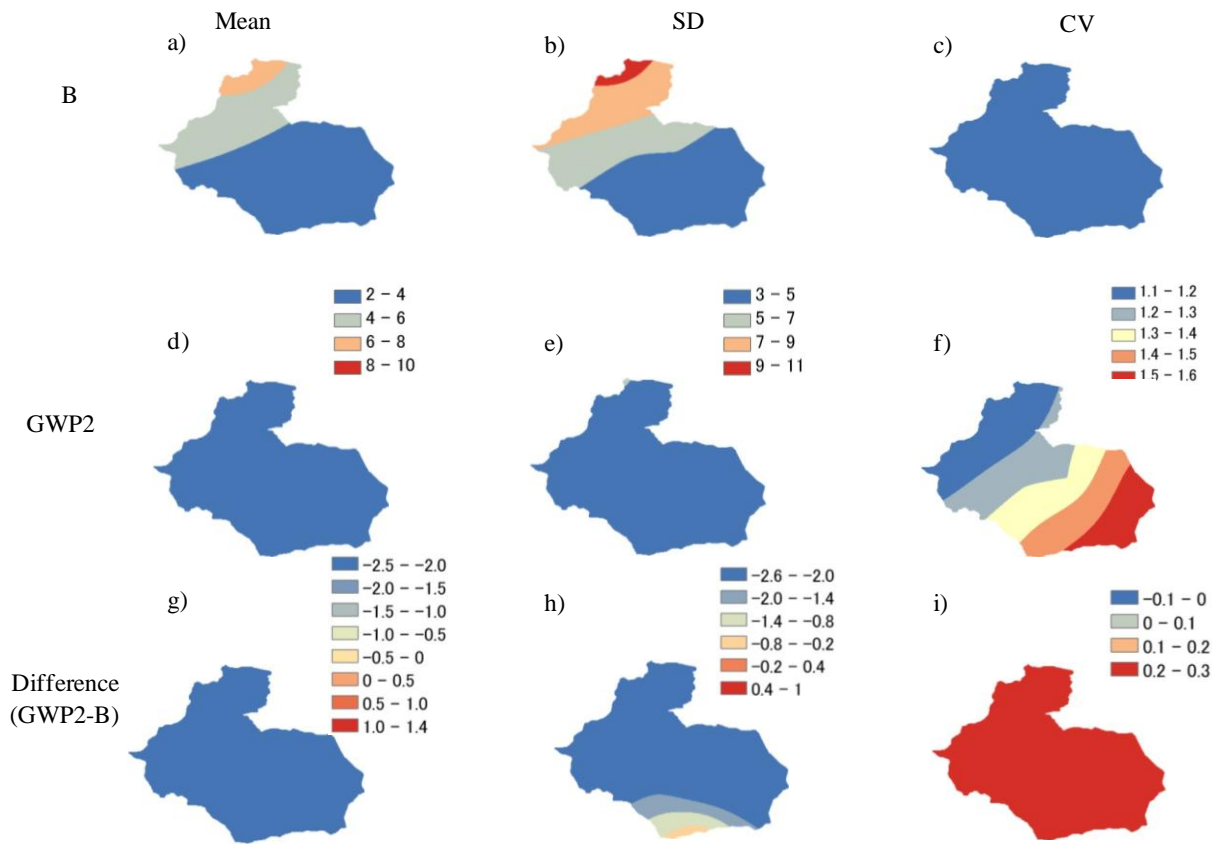 Mean
SD
CV
a)
b)
c)
B
2 – 4
4 – 6
6 – 8
8 – 10
3 – 5
5 – 7
7 – 9
9 – 11
1.1 – 1.2
1.2 – 1.3
1.3 – 1.4
1.4 – 1.5
1.5 – 1.6
d)
e)
f)
GWP2
−2.5 – −2.0
−2.0 – −1.5
−1.5 – −1.0
−1.0 – −0.5
−0.5 – 0
0 – 0.5
0.5 – 1.0
1.0 – 1.4
−2.6 – −2.0
−2.0 – −1.4
−1.4 – −0.8
−0.8 – −0.2
−0.2 – 0.4
0.4 – 1
−0.1 – 0
0 – 0.1
0.1 – 0.2
0.2 – 0.3
g)
h)
i)
Difference
(GWP2-B)